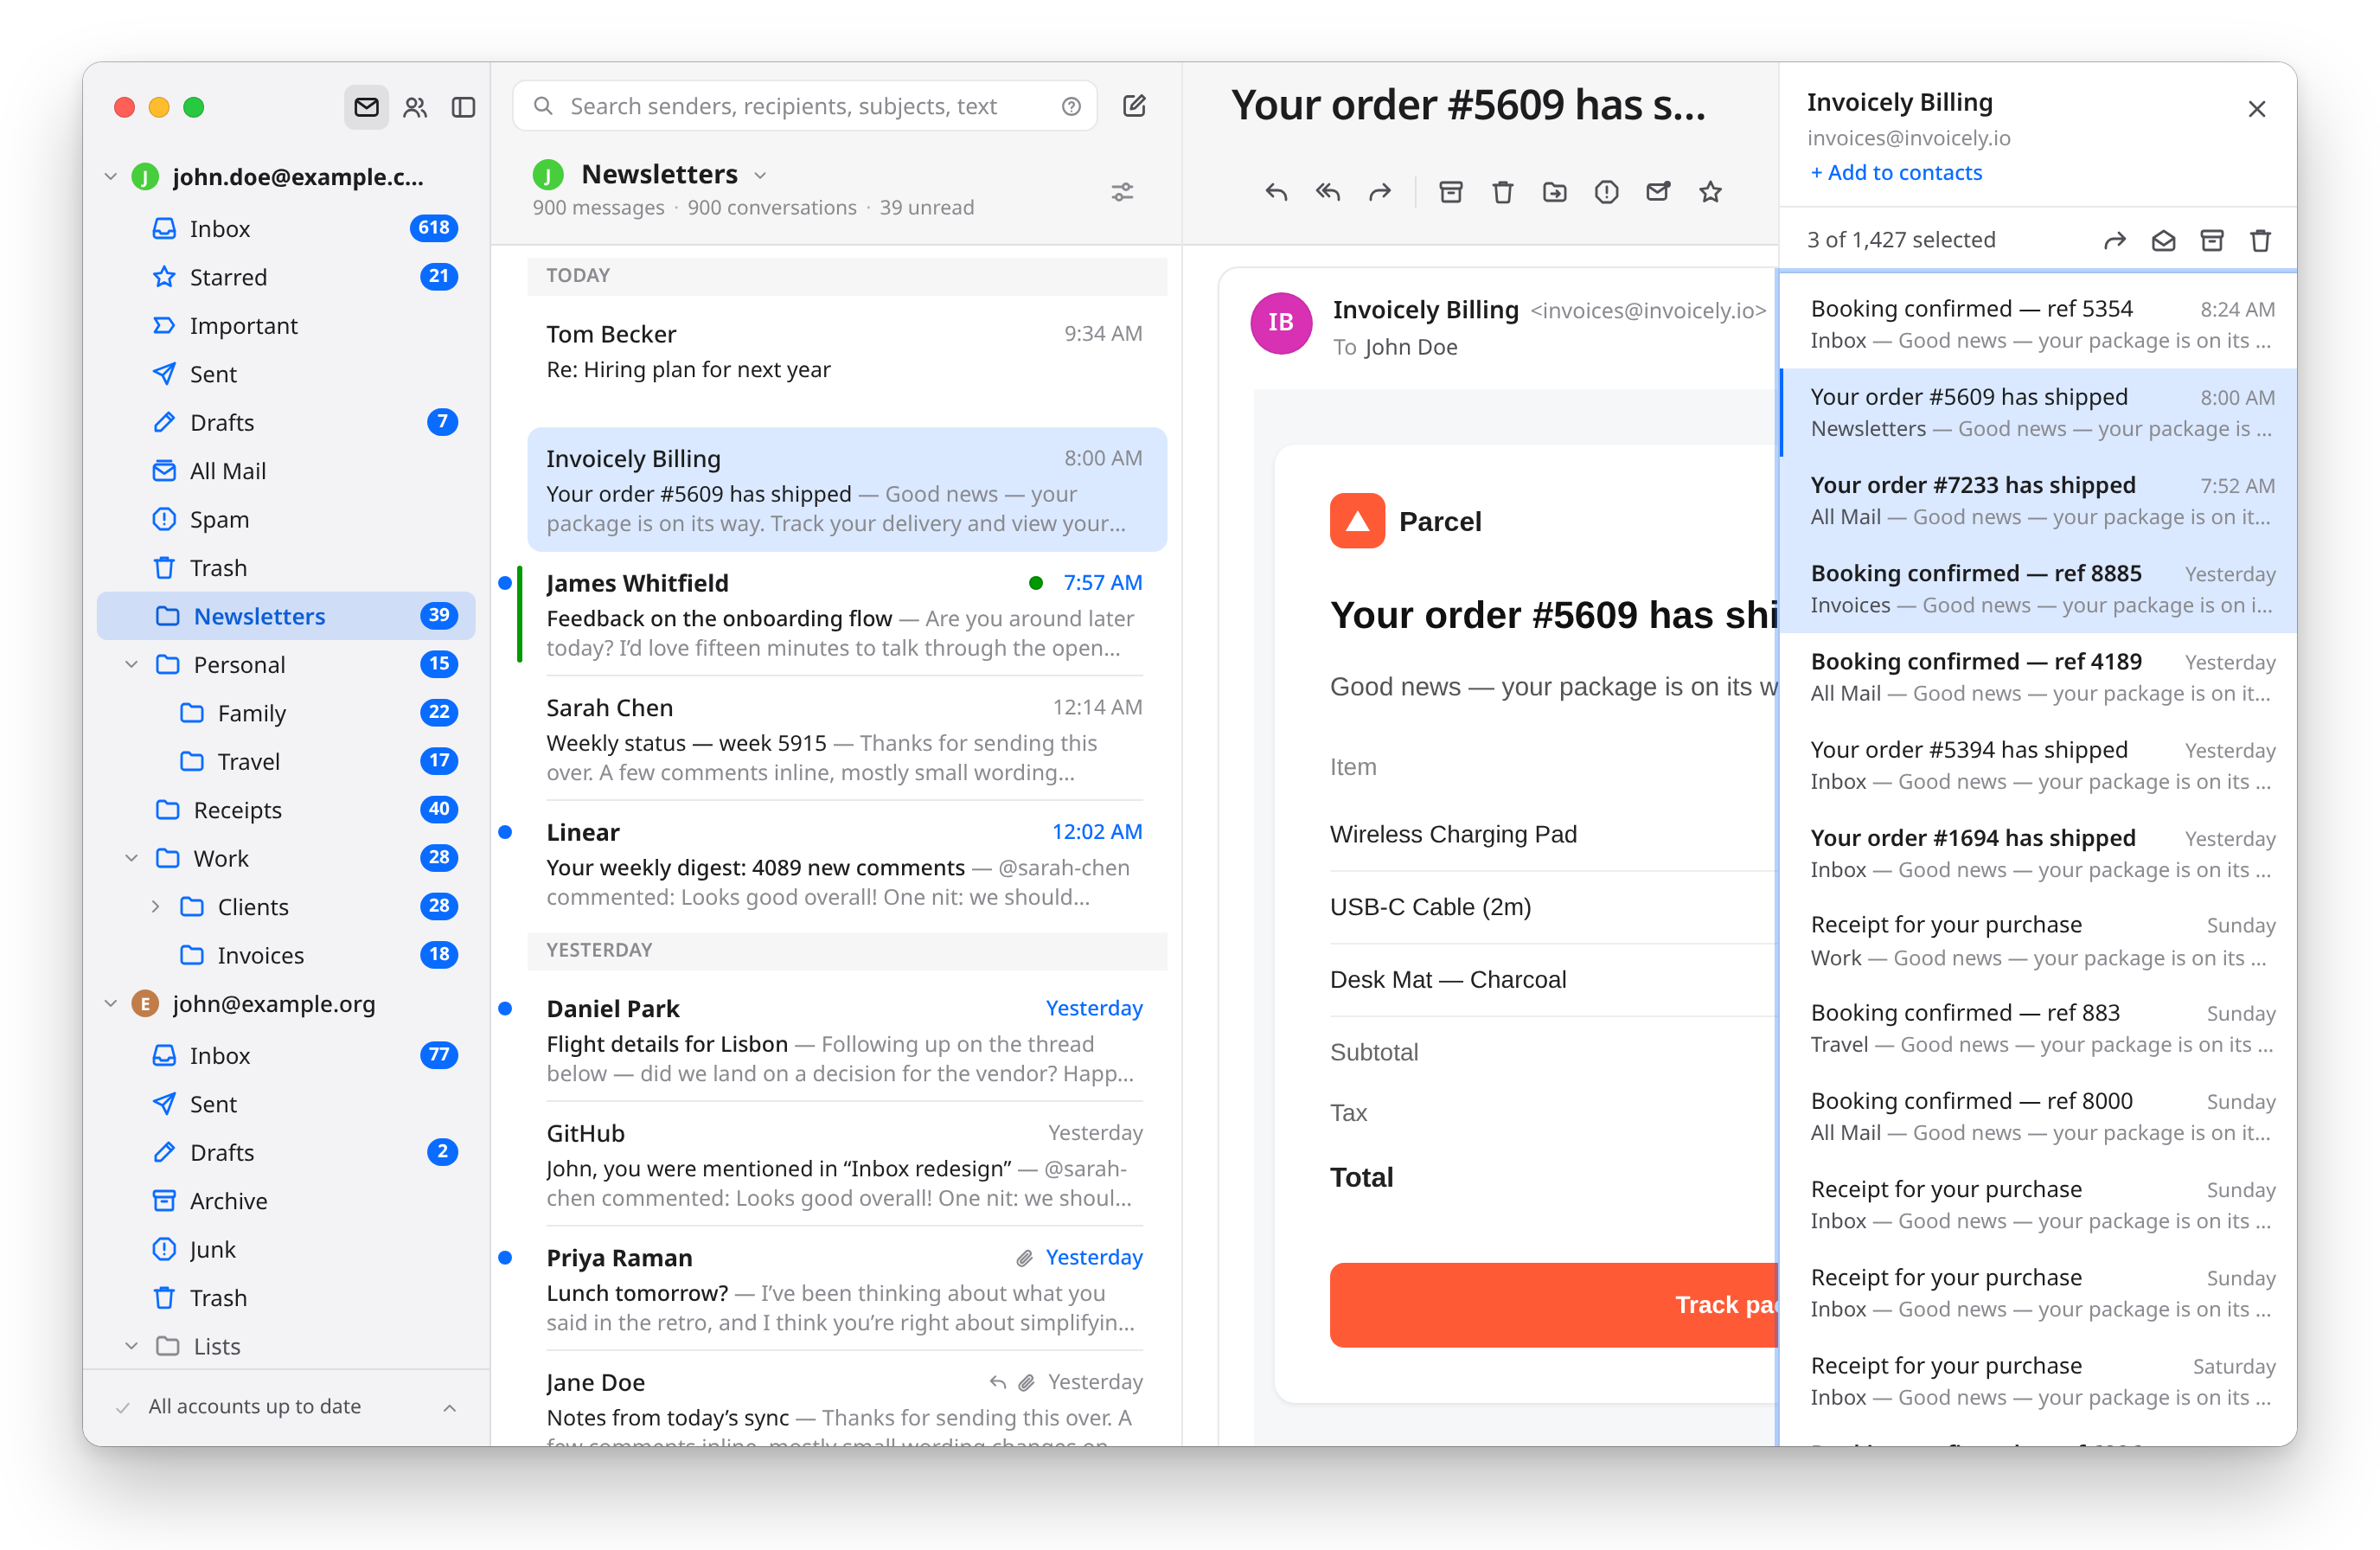 john.doe@example.c...
Inbox 618
Starred 21
Important
Sent
Drafts 7
All Mail
Spam
Trash
Newsletters 39
Personal 15
Family 22
Travel 17
Receipts 40
Work 28
Clients 28
Invoices 18
E john@example.org
Inbox 77
Sent
Drafts 2
Archive
Junk
Trash
Lists
All accounts up to date
Search senders, recipients, subjects, text
J Newsletters
900 messages · 900 conversations · 39 unread
TODAY
Tom Becker 9:34 AM
Re: Hiring plan for next year
Invoicely Billing 8:00 AM
Your order #5609 has shipped — Good news — your
package is on its way. Track your delivery and view your...
James Whitfield 7:57 AM
Feedback on the onboarding flow — Are you around later
today? I’d love fifteen minutes to talk through the open...
Sarah Chen 12:14 AM
Weekly status — week 5915 — Thanks for sending this
over. A few comments inline, mostly small wording...
Linear 12:02 AM
Your weekly digest: 4089 new comments — @sarah-chen
commented: Looks good overall! One nit: we should...
YESTERDAY
Daniel Park Yesterday
Flight details for Lisbon — Following up on the thread
below — did we land on a decision for the vendor? Happ...
GitHub Yesterday
John, you were mentioned in “Inbox redesign” — @sarah-
chen commented: Looks good overall! One nit: we shoul...
Priya Raman Yesterday
Lunch tomorrow? — I’ve been thinking about what you
said in the retro, and I think you’re right about simplifyin...
Jane Doe Yesterday
Notes from today’s sync — Thanks for sending this over. A
few comments inline, mostly small wording changes on
Your order #5609 has s...
IB Invoicely Billing <invoices@invoicely.io>
To John Doe
Parcel
Your order #5609 has shi
Good news — your package is on its w
Item
Wireless Charging Pad
USB-C Cable (2m)
Desk Mat — Charcoal
Subtotal
Tax
Total
Track pac
Invoicely Billing
invoices@invoicely.io
+ Add to contacts
3 of 1,427 selected
Booking confirmed — ref 5354 8:24 AM
Inbox — Good news — your package is on its ...
Your order #5609 has shipped 8:00 AM
Newsletters — Good news — your package is ...
Your order #7233 has shipped 7:52 AM
All Mail — Good news — your package is on it...
Booking confirmed — ref 8885 Yesterday
Invoices — Good news — your package is on i...
Booking confirmed — ref 4189 Yesterday
All Mail — Good news — your package is on it...
Your order #5394 has shipped Yesterday
Inbox — Good news — your package is on its ...
Your order #1694 has shipped Yesterday
Inbox — Good news — your package is on its ...
Receipt for your purchase Sunday
Work — Good news — your package is on its ...
Booking confirmed — ref 883 Sunday
Travel — Good news — your package is on its ...
Booking confirmed — ref 8000 Sunday
All Mail — Good news — your package is on it...
Receipt for your purchase Sunday
Inbox — Good news — your package is on its ...
Receipt for your purchase Sunday
Inbox — Good news — your package is on its ...
Receipt for your purchase Saturday
Inbox — Good news — your package is on its ...